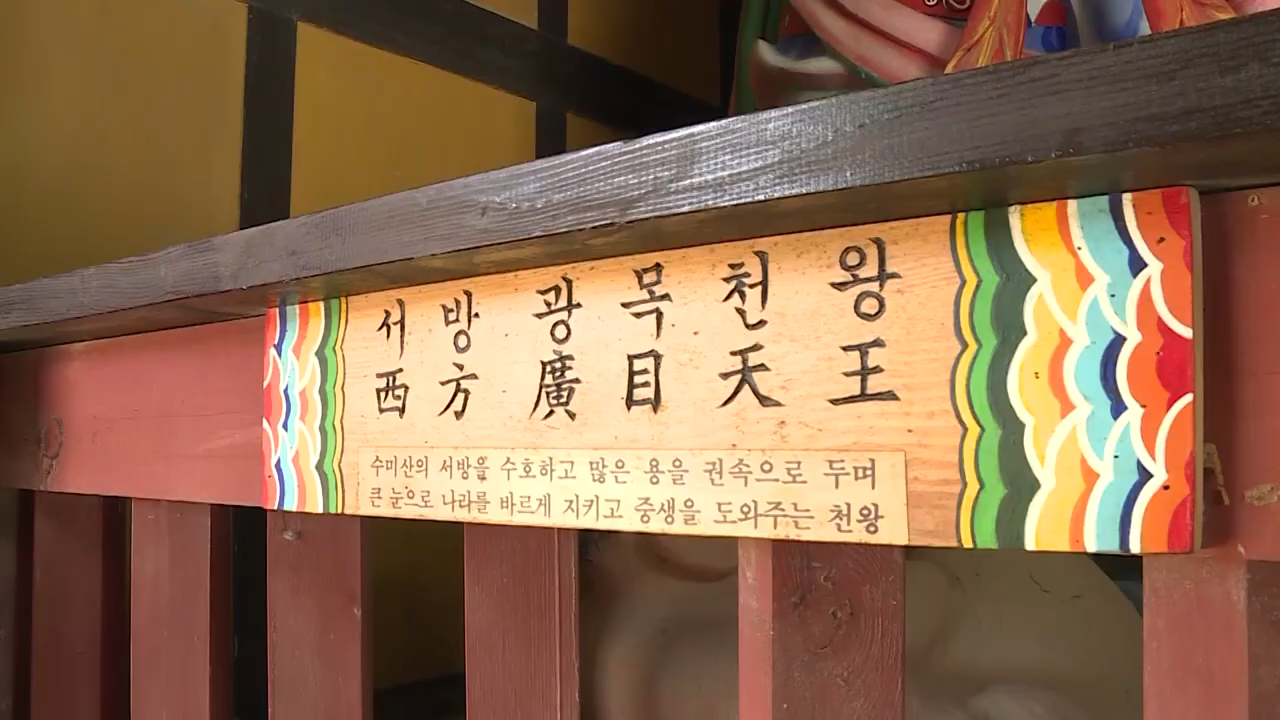 서방 광목천왕
西方 廣目天王
수미산의 서방을 수호하고 많은 용을 권속으로 두며
큰 눈으로 나라를 바르게 지키고 중생을 도와주는 천왕